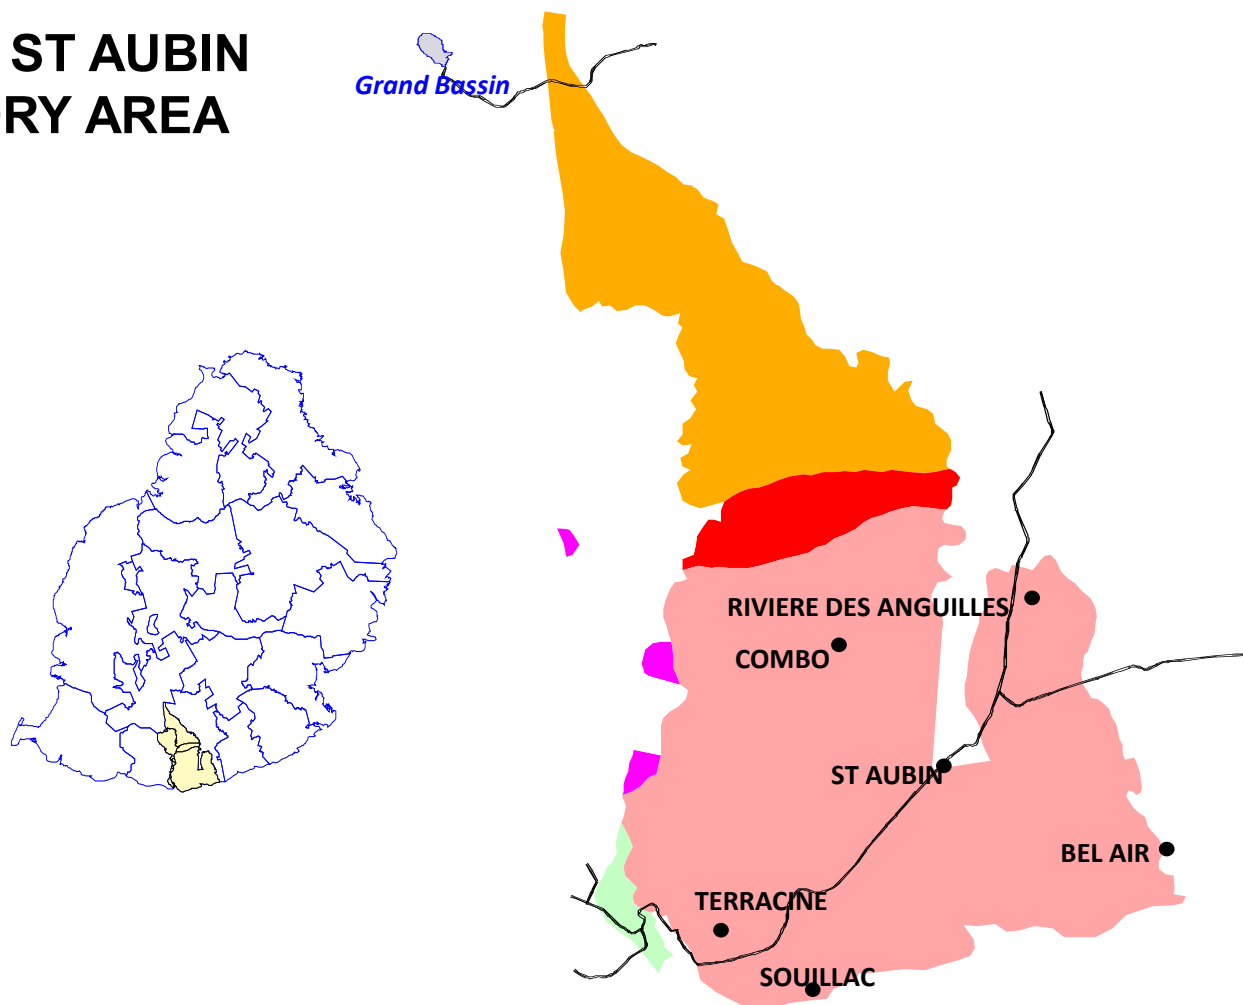 ST AUBIN
RY AREA
Grand Bassin
RIVIERE DES ANGUILLES
COMBO
ST AUBIN
BEL AIR
TERRACINE
SOUILLAC